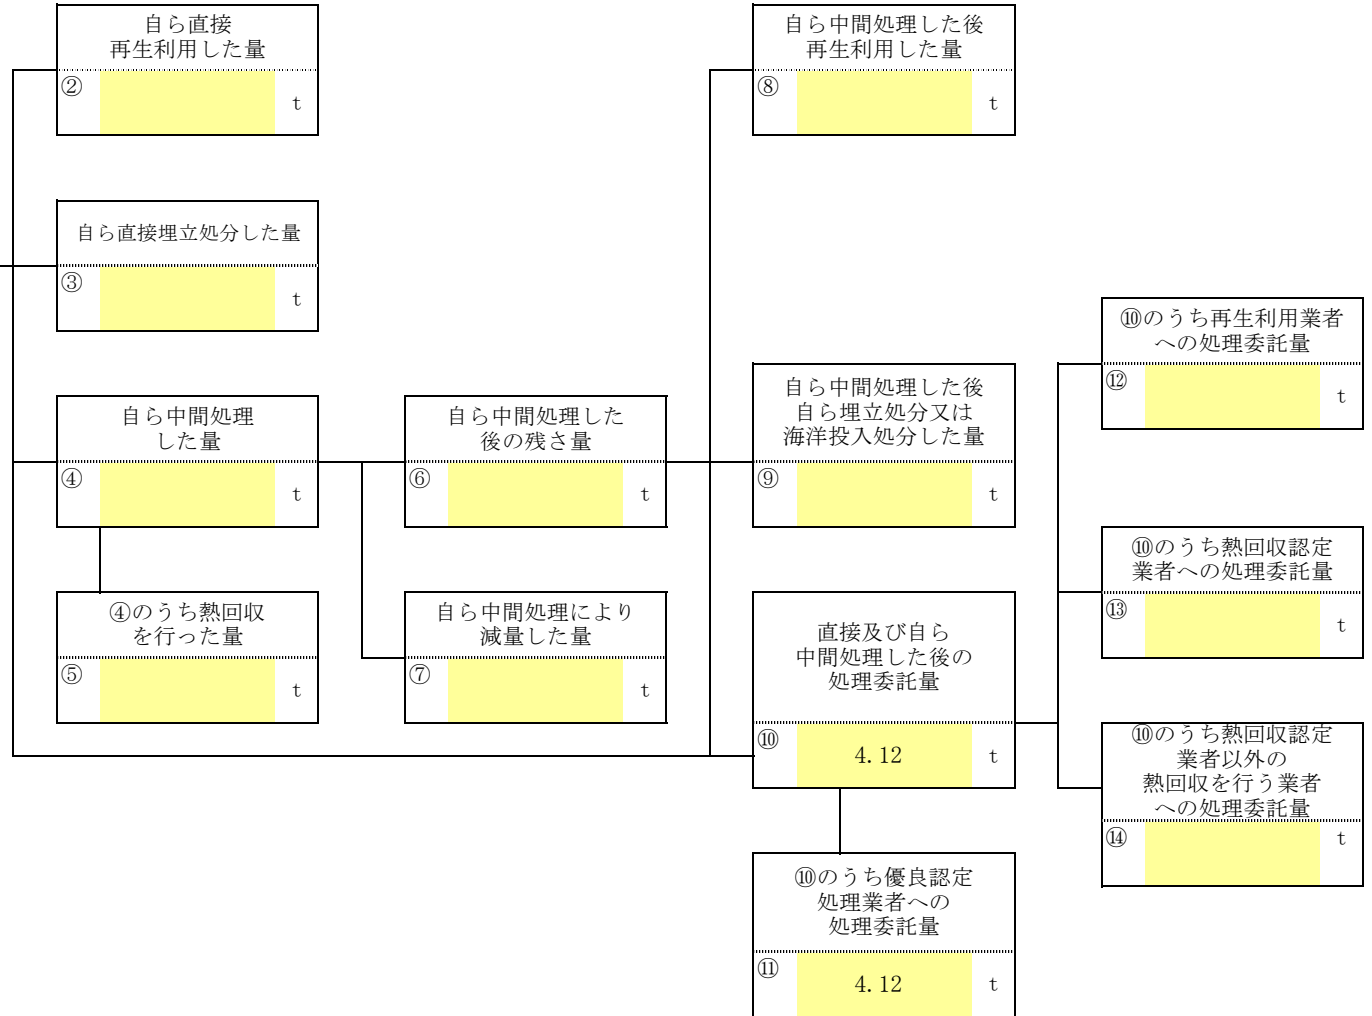 自ら直接
再生利用した量
②
t
自ら中間処理した後
再生利用した量
⑧
t
自ら直接埋立処分した量
③
t
⑩のうち再生利用業者
への処理委託量
⑫
t
自ら中間処理
した量
④
t
自ら中間処理した
後の残さ量
⑥
t
自ら中間処理した後
自ら埋立処分又は
海洋投入処分した量
⑨
t
⑩のうち熱回収認定
業者への処理委託量
⑬
t
④のうち熱回収
を行った量
⑤
t
自ら中間処理により
減量した量
⑦
t
直接及び自ら
中間処理した後の
処理委託量
⑩
4.12
t
⑩のうち熱回収認定
業者以外の
熱回収を行う業者
への処理委託量
⑭
t
⑩のうち優良認定
処理業者への
処理委託量
⑪
4.12
t